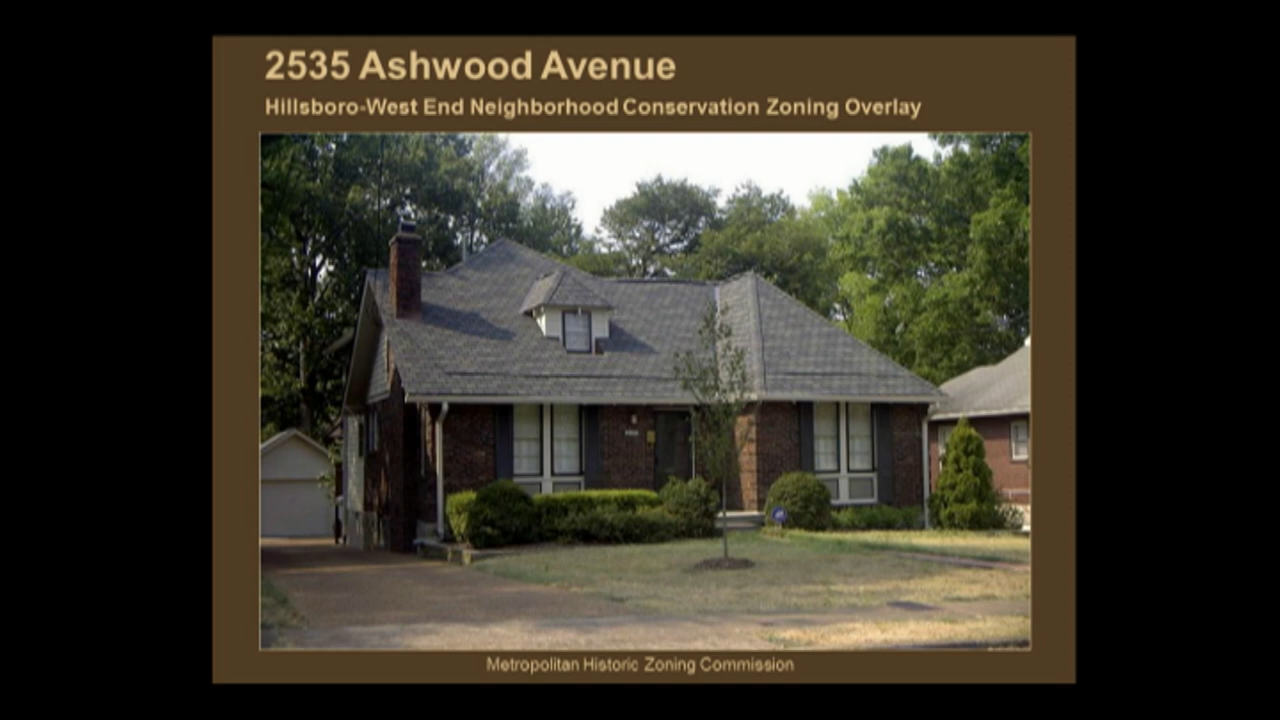 2535 Ashwood Avenue
Hillsboro-West End Neighborhood Conservation Zoning Overlay
Metropolitan Historic Zoning Commission